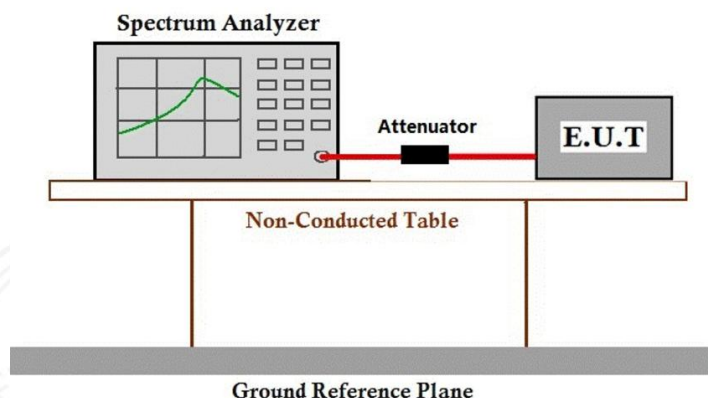 Spectrum Analyzer
Attenuator
E.U.T
Non-Conducted Table
Ground Reference Plane